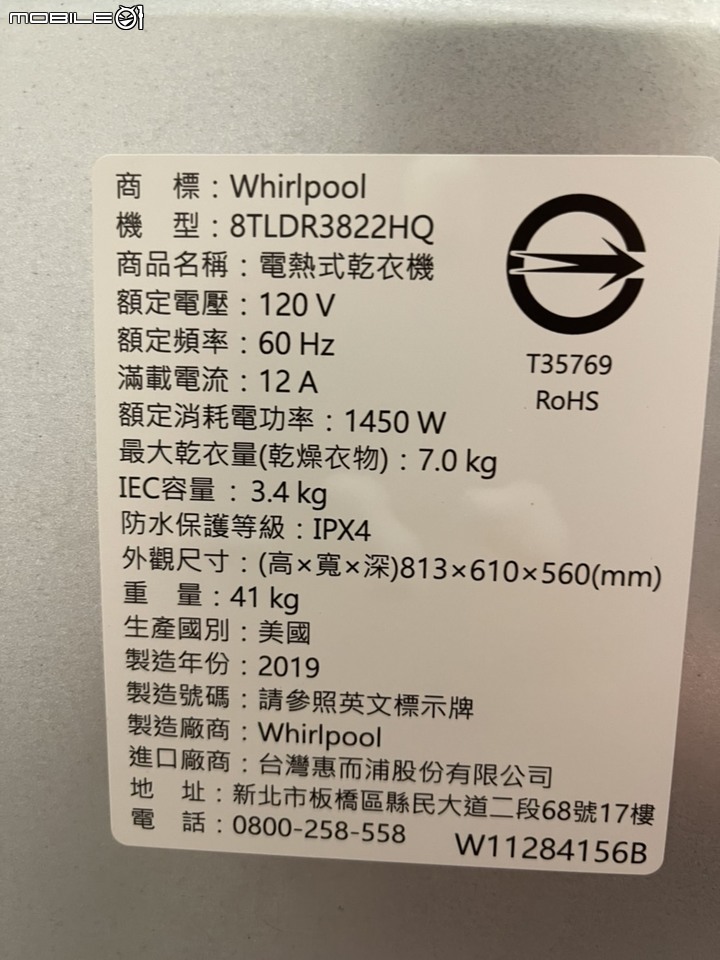 MOBILE01
商 標：Whirlpool
機 型：8TLDR3822HQ
商品名稱：電熱式乾衣機
額定電壓：120 V
額定頻率：60 Hz
滿載電流：12 A
額定消耗電功率：1450 W
最大乾衣量(乾燥衣物)：7.0 kg
IEC容量：3.4 kg
防水保護等級：IPX4
外觀尺寸：(高×寬×深)813×610×560(mm)
重 量：41 kg
生產國別：美國
製造年份：2019
製造號碼：請參照英文標示牌
製造廠商：Whirlpool
進口廠商：台灣惠而浦股份有限公司
地 址：新北市板橋區縣民大道二段68號17樓
電 話：0800-258-558
W11284156B
T35769
RoHS